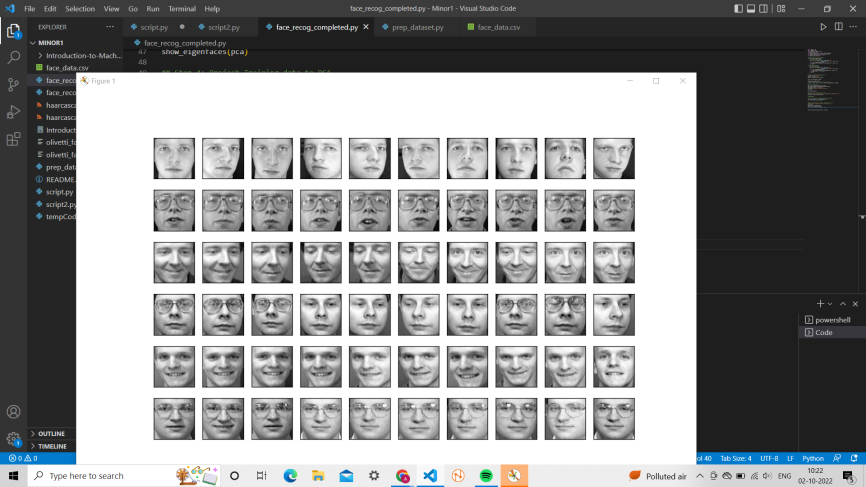 File Edit Selection View Go Run Terminal Help
face_recog_completed.py - Minor1 - Visual Studio Code
EXPLORER
script.py
script2.py
face_recog_completed.py
prep_dataset.py
face_data.csv
MINOR1
face_recog_completed.py
Introduction-to-Mach...
face_data.csv
face_reco
face_reco
haarcasca
haarcasca
Introduct
olivetti_fa
olivetti_fa
prep_data
README.
script.py
script2.py
tempCod
47 show_eigenfaces(pca)
48
Figure 1
powershell
Code
OUTLINE
TIMELINE
0 0
ol 40 Tab Size: 4 UTF-8 LF Python
Type here to search
Polluted air
ENG
10:22
02-10-2022